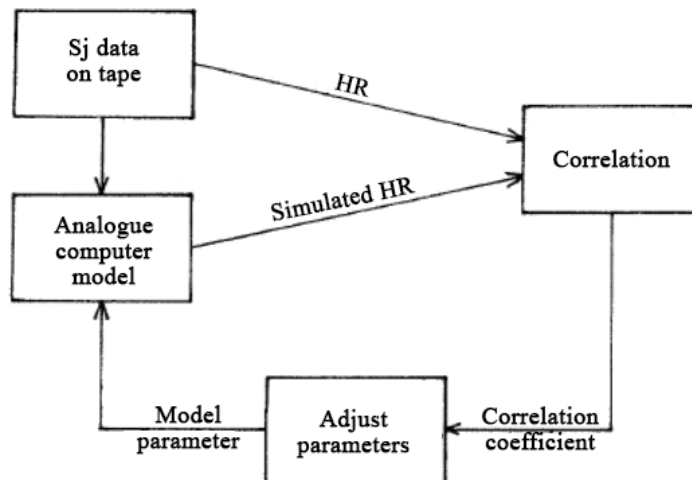 Sj data
on tape
HR
Correlation
Simulated HR
Analogue
computer
model
Model
parameter
Adjust
parameters
Correlation
coefficient